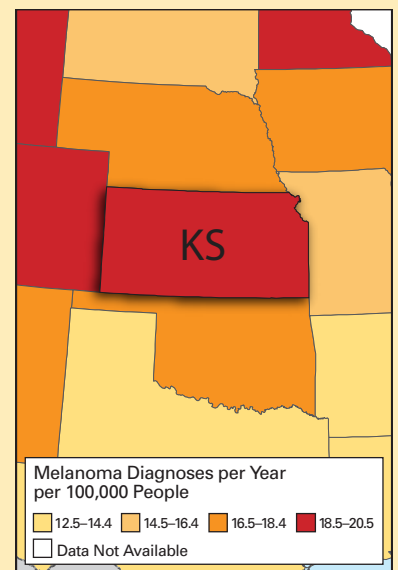 KS
Melanoma Diagnoses per Year
per 100,000 People
12.5–14.4 14.5–16.4 16.5–18.4 18.5–20.5
Data Not Available